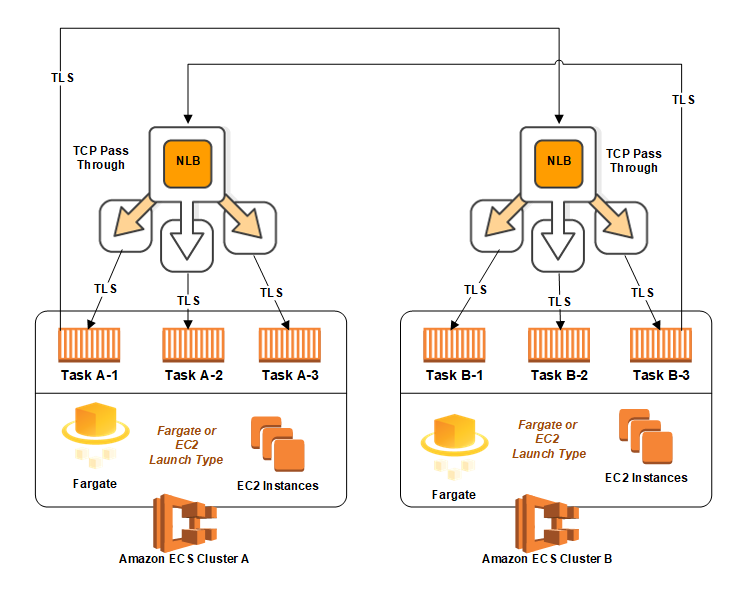 TLS
TLS
TCP Pass
Through
NLB
NLB
TCP Pass
Through
TLS
TLS
TLS
TLS
TLS
TLS
Task A-1
Task A-2
Task A-3
Task B-1
Task B-2
Task B-3
Fargate or
EC2
Launch Type
Fargate
EC2 Instances
Fargate or
EC2
Launch Type
Fargate
EC2 Instances
Amazon ECS Cluster A
Amazon ECS Cluster B